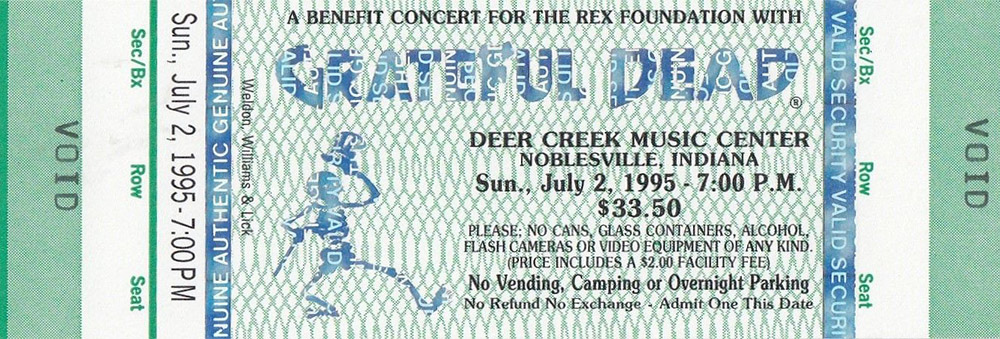 VOID
Sec/Bx Row Seat
Sun., July 2, 1995 - 7:00 PM
NUINE AUTHENTIC GENUINE AU
Weldon, Williams & Lick
A BENEFIT CONCERT FOR THE REX FOUNDATION WITH
GRATEFUL DEAD®
DEER CREEK MUSIC CENTER
NOBLESVILLE, INDIANA
Sun., July 2, 1995 - 7:00 P.M.
$33.50
PLEASE; NO CANS, GLASS CONTAINERS, ALCOHOL,
FLASH CAMERAS OR VIDEO EQUIPMENT OF ANY KIND.
(PRICE INCLUDES A $2.00 FACILITY FEE)
No Vending, Camping or Overnight Parking
No Refund No Exchange - Admit One This Date
VALID SECURITY VALID SECURI
Sec/Bx Row Seat
VOID